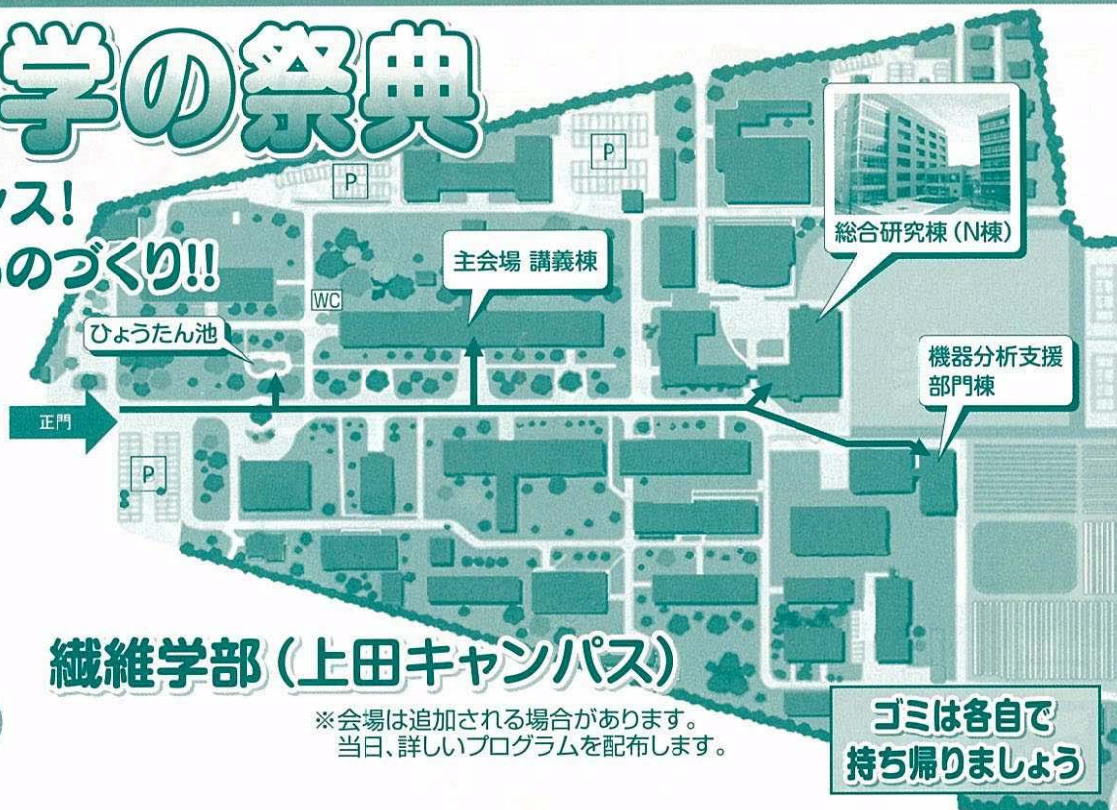 学の祭典
ンス!
ものづくり!!
P
P
総合研究棟(N棟)
主会場 講義棟
WC
ひょうたん池
機器分析支援
部門棟
正門
P
繊維学部(上田キャンパス)
※会場は追加される場合があります。
当日、詳しいプログラムを配布します。
ゴミは各自で
持ち帰りましょう